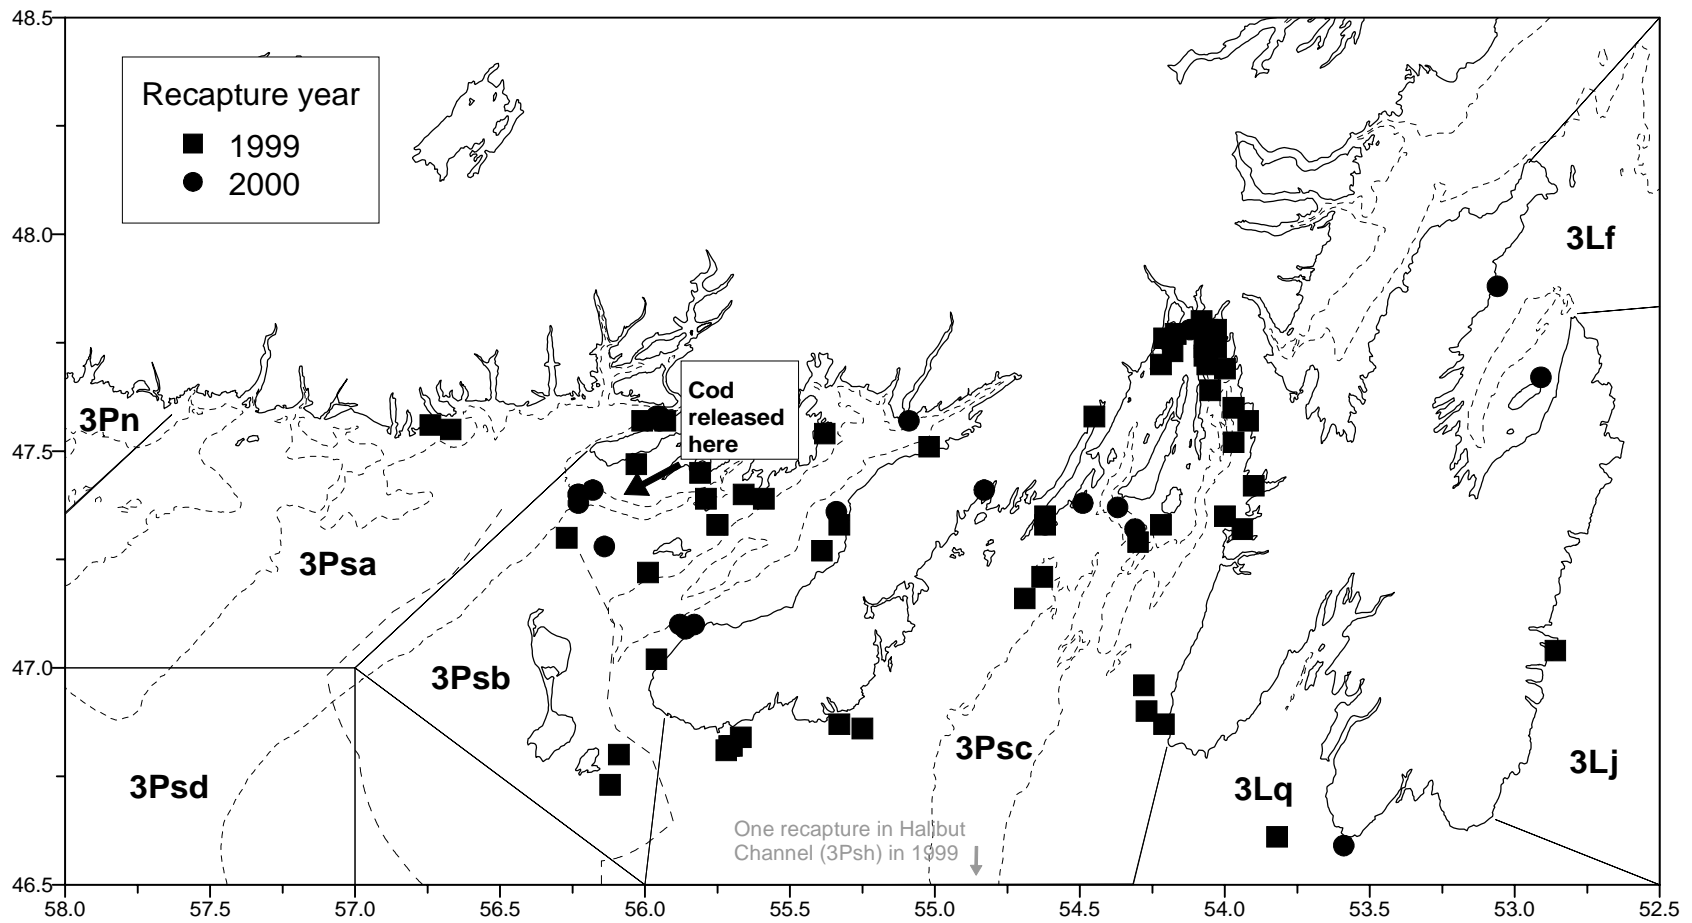 48.5
Recapture year
1999
2000
48.0
3Lf
Cod
released
here
3Pn
47.5
3Psa
47.0
3Psb
3Psc
3Psd
3Lq
3Lj
One recapture in Halibut
Channel (3Psh) in 1999
46.5
58.0 57.5 57.0 56.5 56.0 55.5 55.0 54.5 54.0 53.5 53.0 52.5